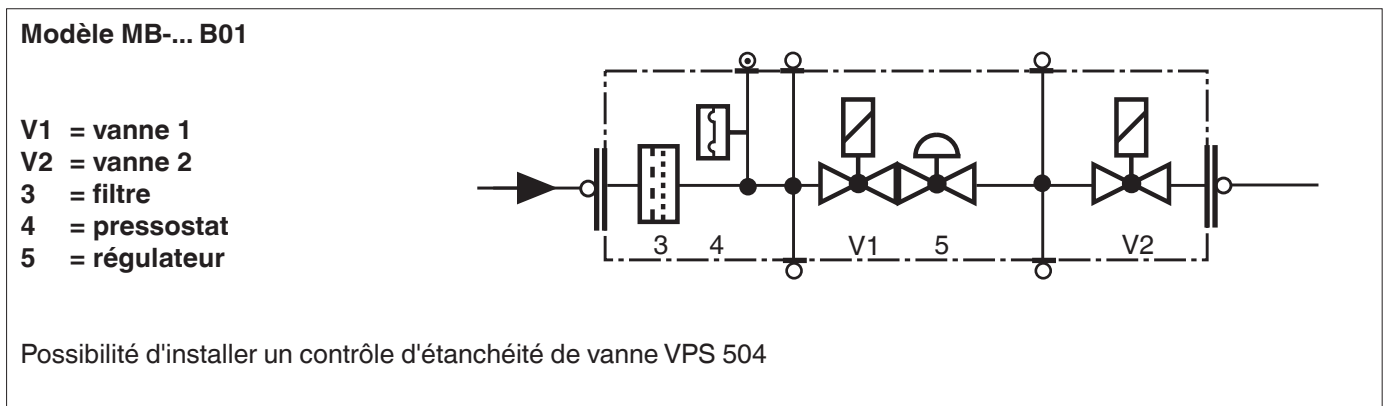 Modèle MB-... B01
V1 = vanne 1
V2 = vanne 2
3 = filtre
4 = pressostat
5 = régulateur
3 4 V1 5 V2
Possibilité d'installer un contrôle d'étanchéité de vanne VPS 504